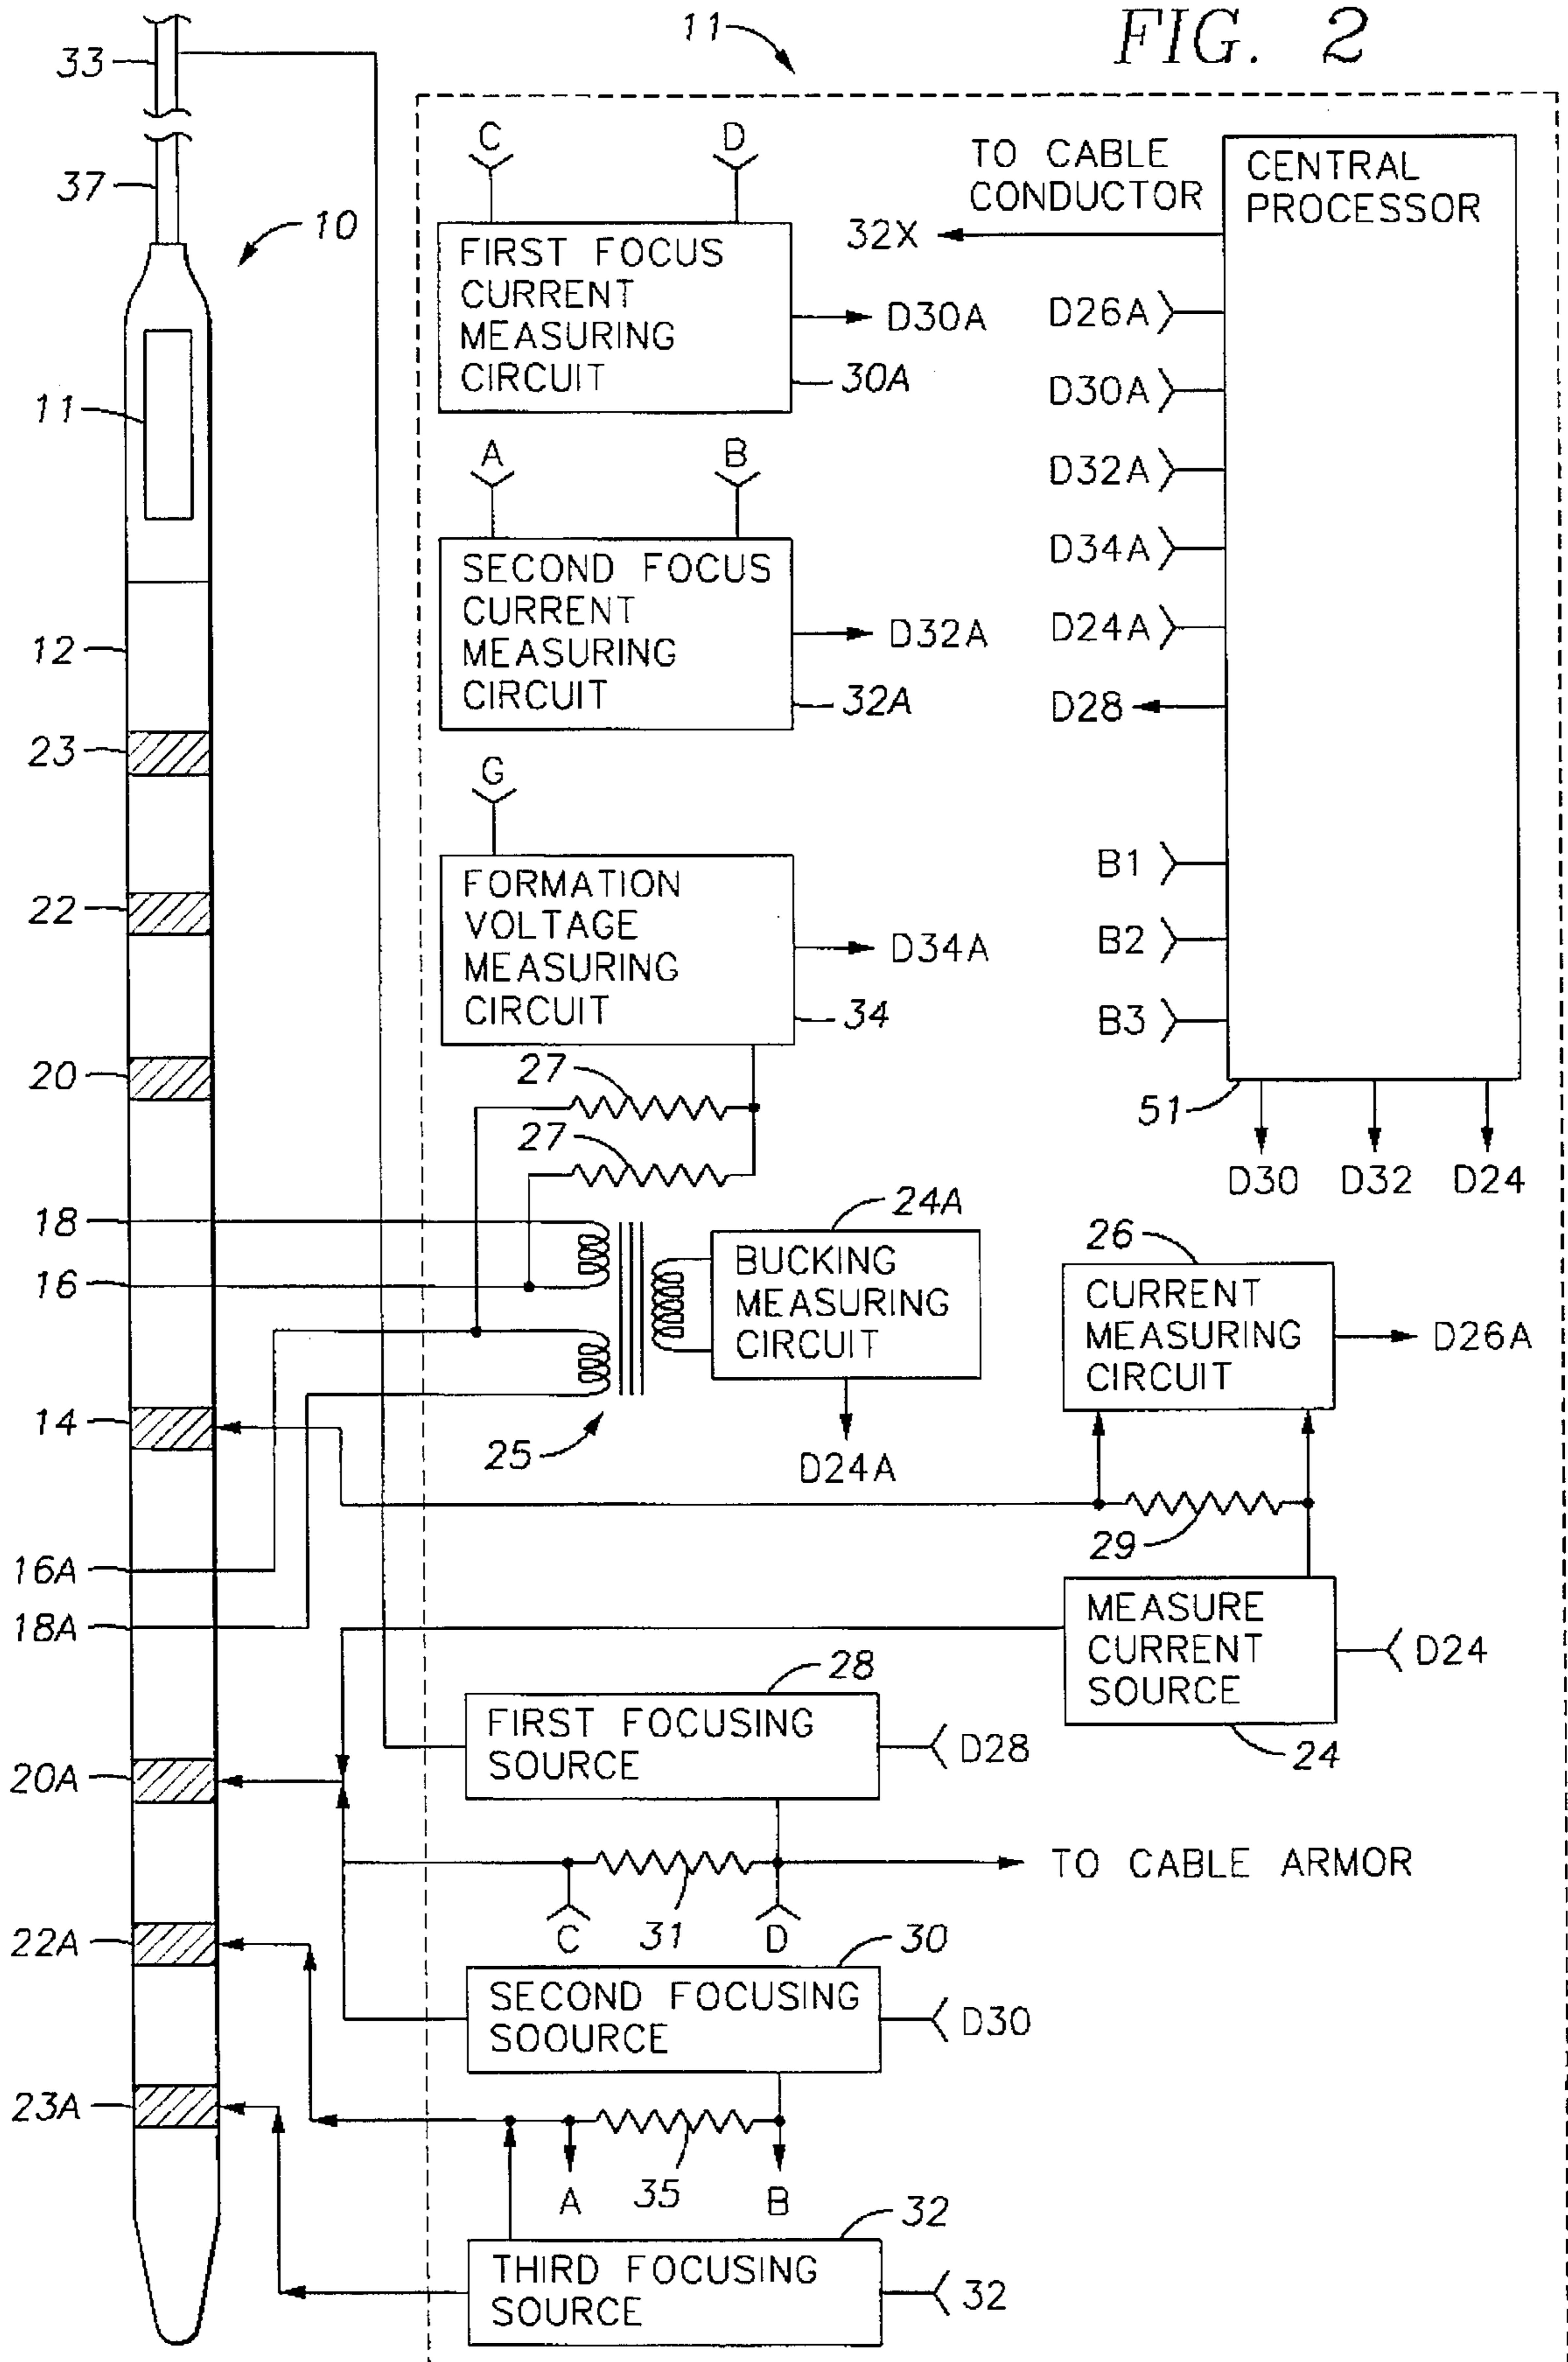 FIG. 2
11
33
37
10
11
12
23
22
20
18
16
14
16A
18A
20A
22A
23A
C
D
FIRST FOCUS
CURRENT
MEASURING
CIRCUIT
D30A
30A
A
B
SECOND FOCUS
CURRENT
MEASURING
CIRCUIT
D32A
32A
G
FORMATION
VOLTAGE
MEASURING
CIRCUIT
D34A
34
27
27
TO CABLE
CONDUCTOR
32X
CENTRAL
PROCESSOR
D26A
D30A
D32A
D34A
D24A
D28
B1
B2
B3
51
D30
D32
D24
24A
BUCKING
MEASURING
CIRCUIT
25
D24A
26
CURRENT
MEASURING
CIRCUIT
D26A
29
MEASURE
CURRENT
SOURCE
D24
24
28
FIRST FOCUSING
SOURCE
D28
TO CABLE ARMOR
C
31
D
30
SECOND FOCUSING
SOOURCE
D30
A
35
B
32
THIRD FOCUSING
SOURCE
32